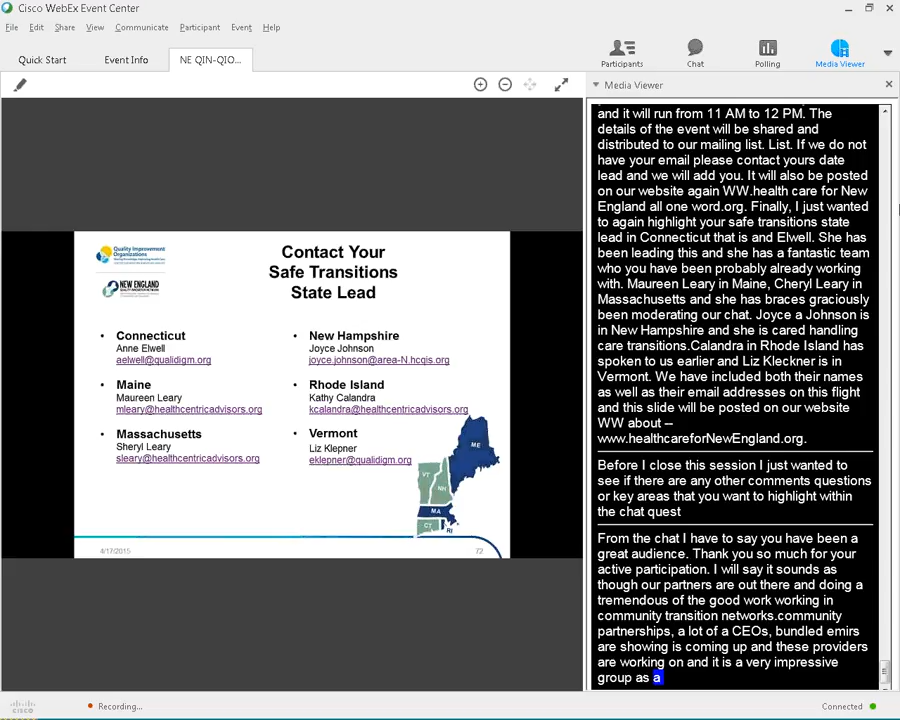 Cisco WebEx Event Center
File Edit Share View Communicate Participant Event Help
Quick Start Event Info NE QIN-QIO...
Participants Chat Polling Media Viewer
Media Viewer
Quality Improvement
Organizations
NEW ENGLAND
Contact Your
Safe Transitions
State Lead
• Connecticut
Anne Elwell
aelwell@qualidigm.org
• Maine
Maureen Leary
mleary@healthcentricadvisors.org
• Massachusetts
Sheryl Leary
sleary@healthcentricadvisors.org
• New Hampshire
Joyce Johnson
joyce.johnson@area-N.hcqis.org
• Rhode Island
Kathy Calandra
kcalandra@healthcentricadvisors.org
• Vermont
Liz Klepner
eklepner@qualidigm.org
ME
VT
NH
MA
CT
RI
4/17/2015
72
and it will run from 11 AM to 12 PM. The
details of the event will be shared and
distributed to our mailing list. List. If we do not
have your email please contact yours date
lead and we will add you. It will also be posted
on our website again WW.health care for New
England all one word.org. Finally, I just wanted
to again highlight your safe transitions state
lead in Connecticut that is and Elwell. She has
been leading this and she has a fantastic team
who you have been probably already working
with. Maureen Leary in Maine, Cheryl Leary in
Massachusetts and she has braces graciously
been moderating our chat. Joyce a Johnson is
in New Hampshire and she is cared handling
care transitions.Calandra in Rhode Island has
spoken to us earlier and Liz Kleckner is in
Vermont. We have included both their names
as well as their email addresses on this flight
and this slide will be posted on our website
WW about --
www.healthcareforNewEngland.org.
Before I close this session I just wanted to
see if there are any other comments questions
or key areas that you want to highlight within
the chat quest
From the chat I have to say you have been a
great audience. Thank you so much for your
active participation. I will say it sounds as
though our partners are out there and doing a
tremendous of the good work working in
community transition networks.community
partnerships, a lot of a CEOs, bundled emirs
are showing is coming up and these providers
are working on and it is a very impressive
group as a
CISCO
Recording...
Connected